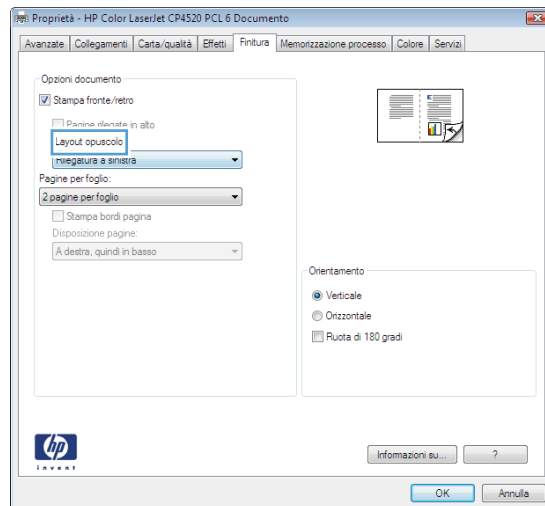 Proprietà - HP Color LaserJet CP4520 PCL 6 Documento
Avanzate Collegamenti Carta/qualità Effetti Finitura Memorizzazione processo Colore Servizi
Opzioni documento
Stampa fronte/retro
Pagine rilegate in alto
Layout opuscolo
Rilegatura a sinistra
Pagine per foglio:
2 pagine per foglio
Stampa bordi pagina
Disposizione pagine:
A destra, quindi in basso
Orientamento
Verticale
Orizzontale
Ruota di 180 gradi
hp
invent
Informazioni su... ?
OK Annulla